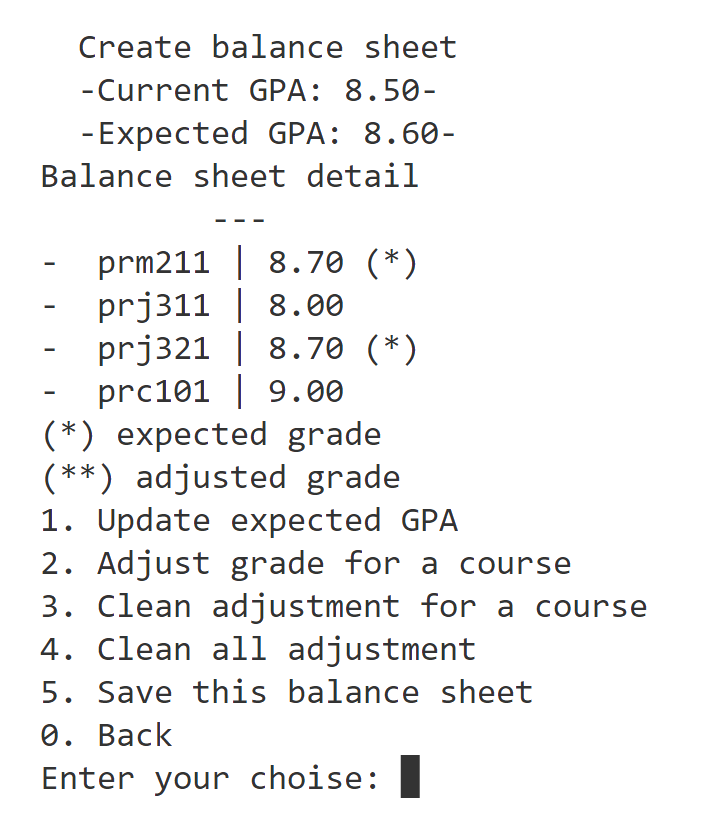 Create balance sheet
-Current GPA: 8.50-
-Expected GPA: 8.60-
Balance sheet detail
---
- prm211 | 8.70 (*)
- prj311 | 8.00
- prj321 | 8.70 (*)
- prc101 | 9.00
(*) expected grade
(**) adjusted grade
1. Update expected GPA
2. Adjust grade for a course
3. Clean adjustment for a course
4. Clean all adjustment
5. Save this balance sheet
0. Back
Enter your choise: